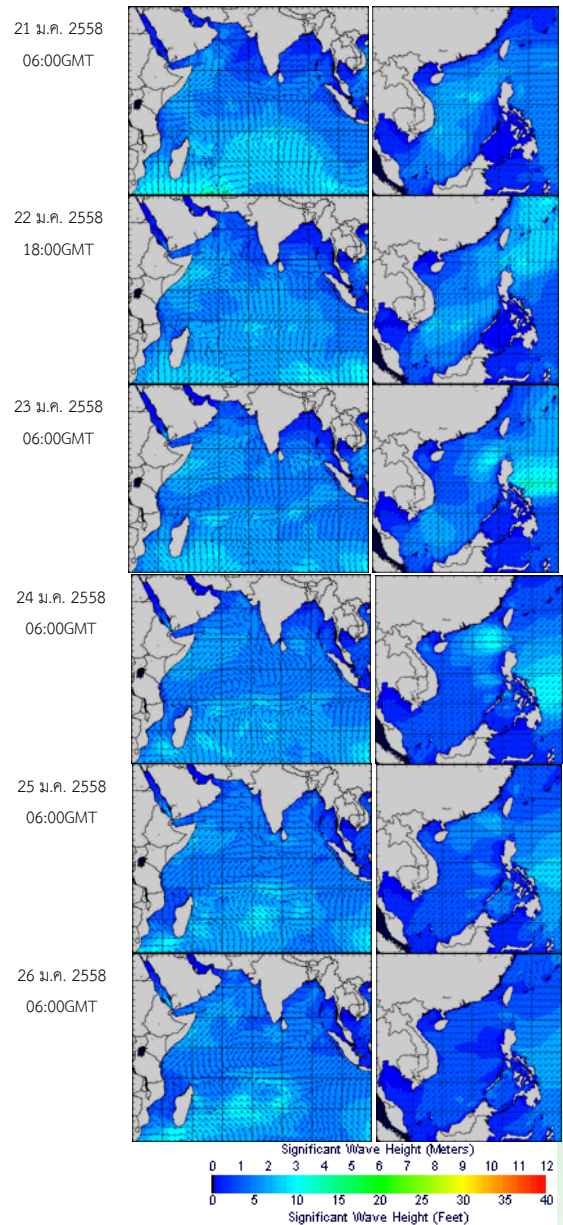 21 ม.ค. 2558
06:00GMT
22 ม.ค. 2558
18:00GMT
23 ม.ค. 2558
06:00GMT
24 ม.ค. 2558
06:00GMT
25 ม.ค. 2558
06:00GMT
26 ม.ค. 2558
06:00GMT
Significant Wave Height (Meters)
0 1 2 3 4 5 6 7 8 9 10 11 12
0 5 10 15 20 25 30 35 40
Significant Wave Height (Feet)